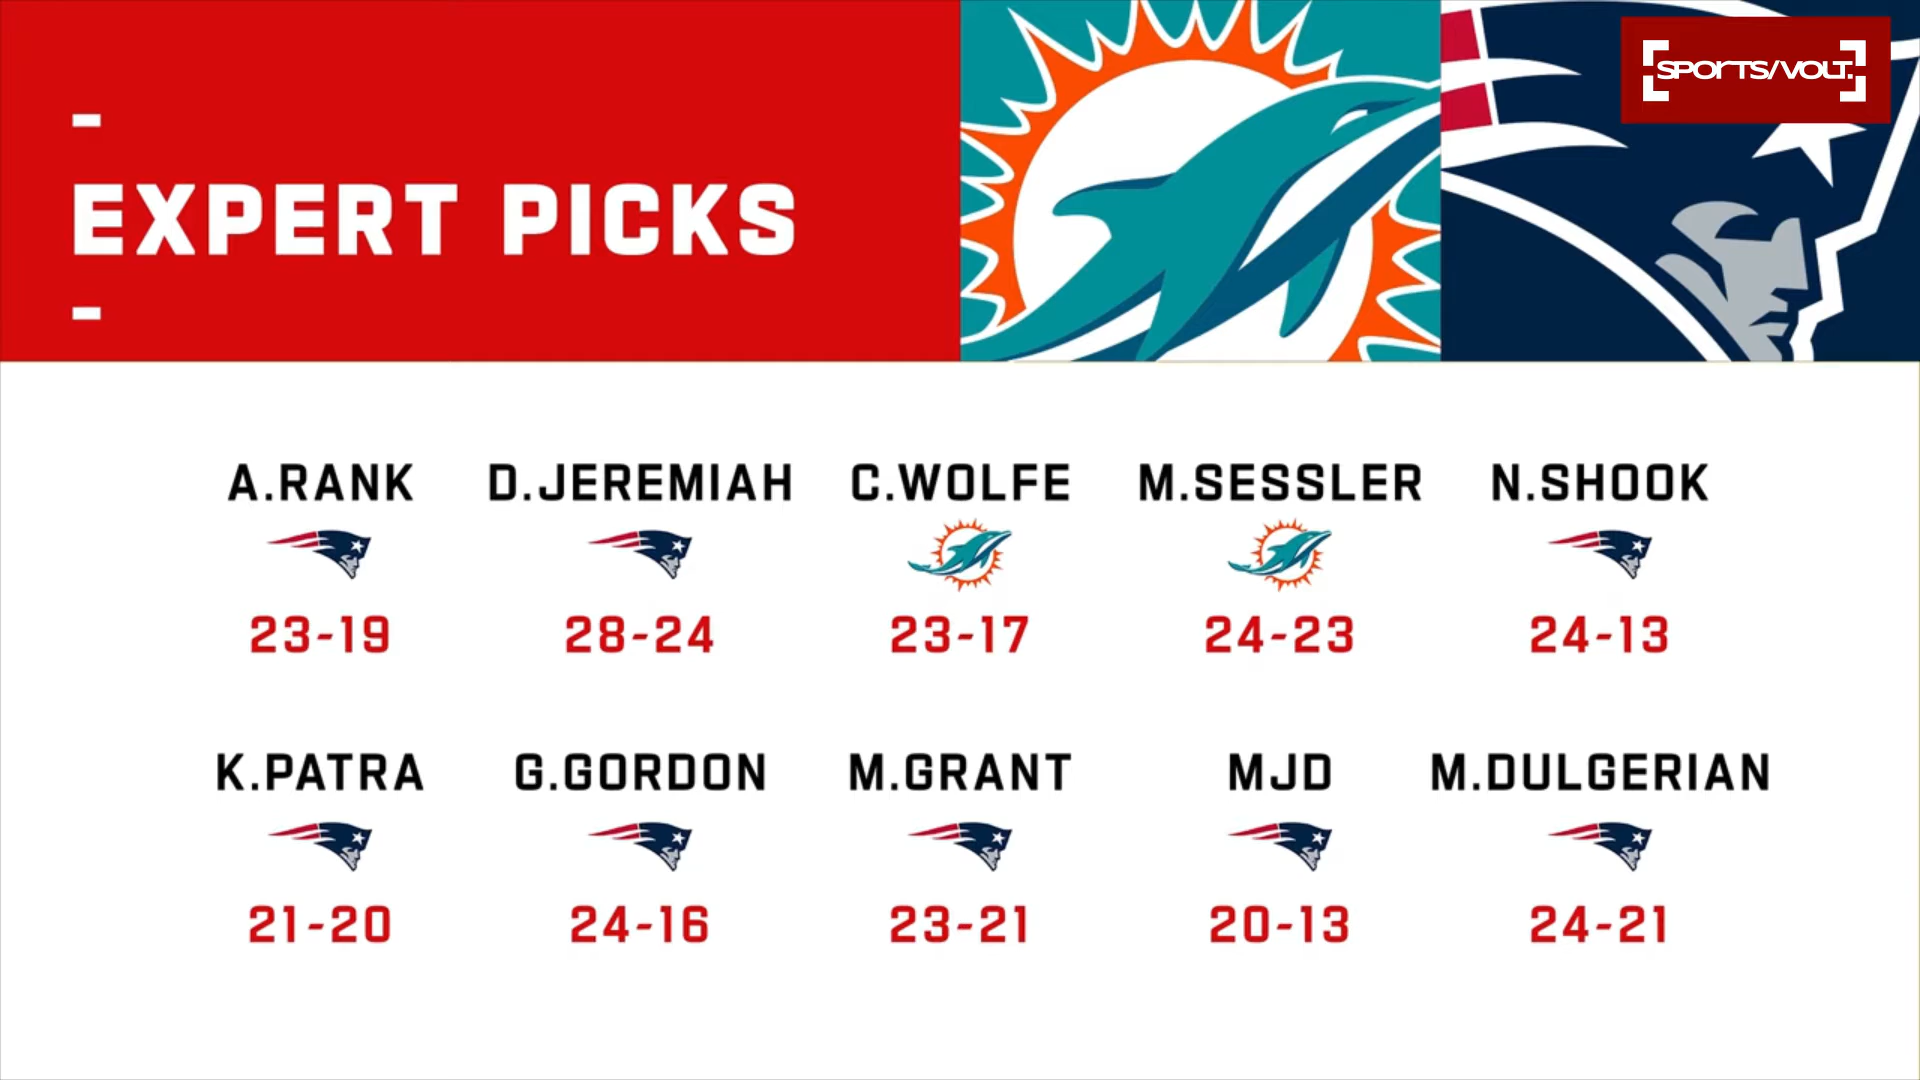 SPORTS/VOLT.
EXPERT PICKS
A.RANK D.JEREMIAH C.WOLFE M.SESSLER N.SHOOK
23-19 28-24 23-17 24-23 24-13
K.PATRA G.GORDON M.GRANT MJD M.DULGERIAN
21-20 24-16 23-21 20-13 24-21